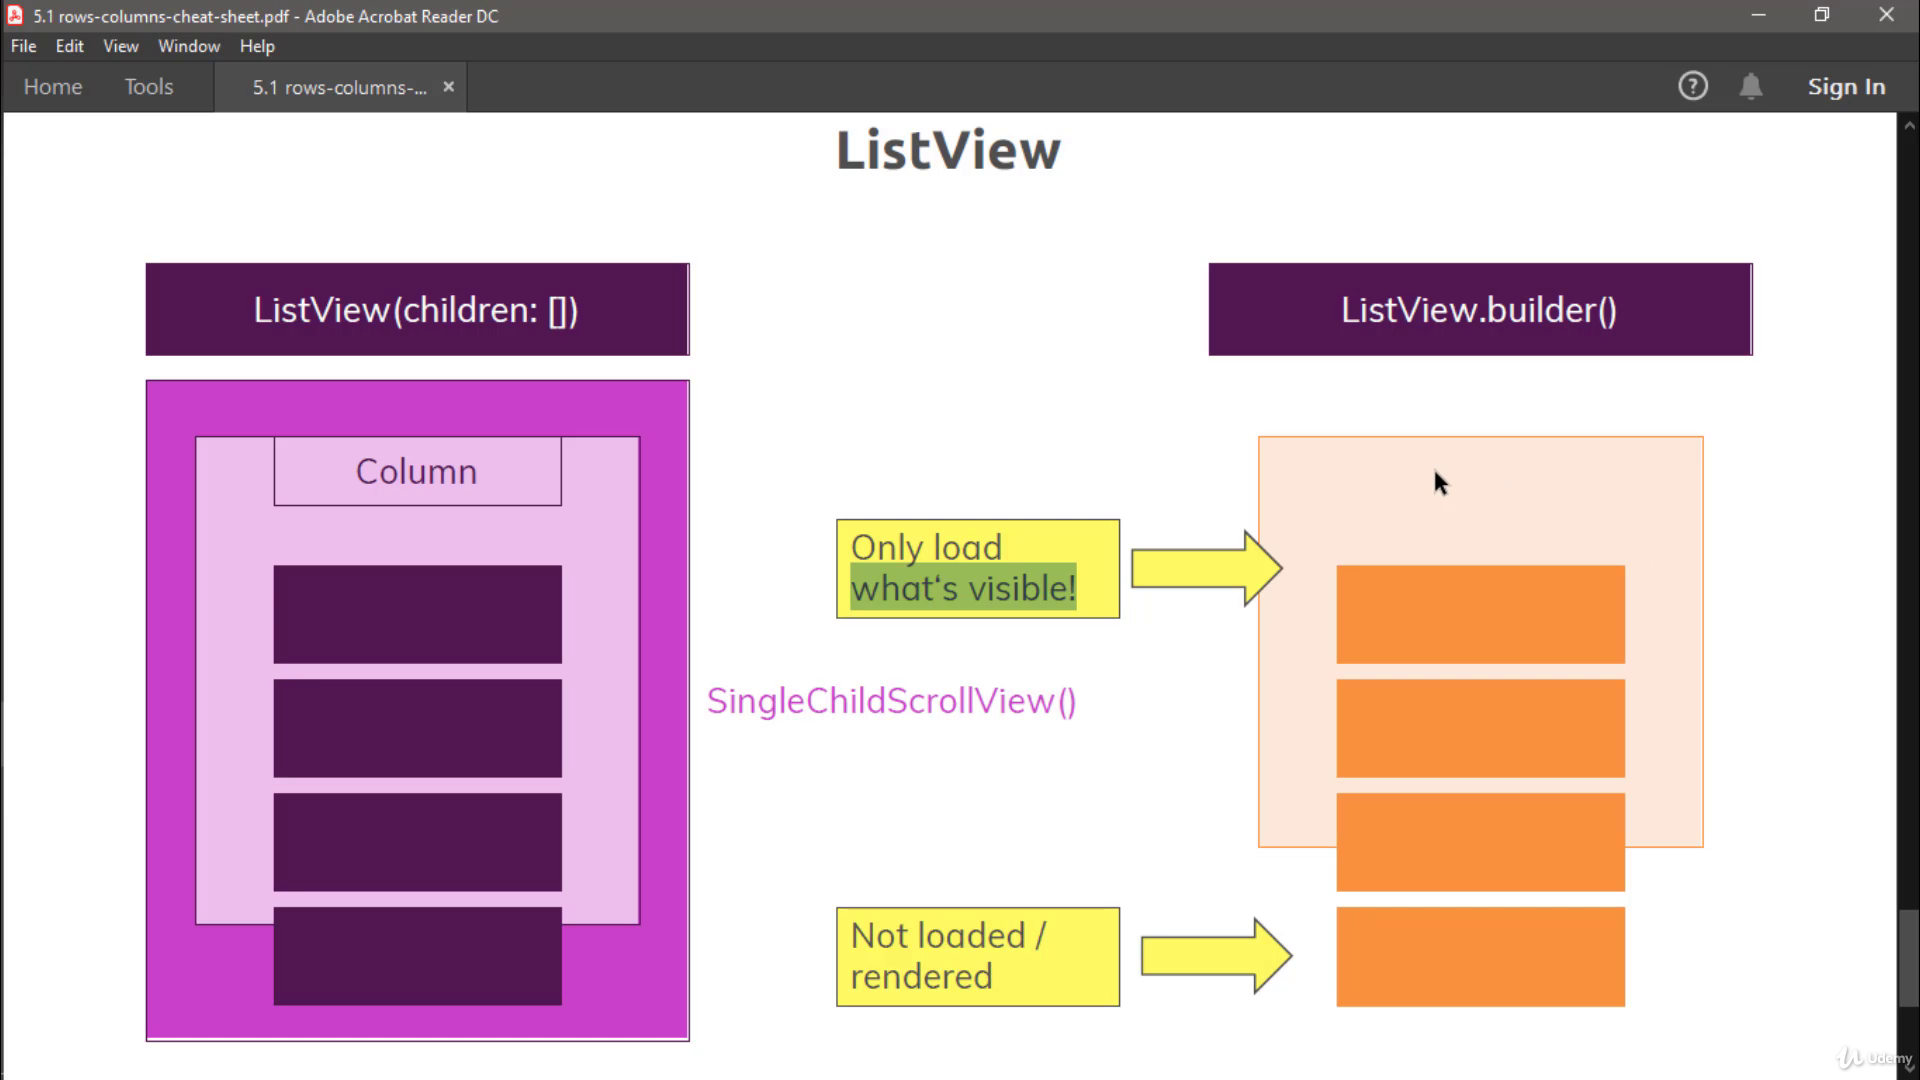 5.1 rows-columns-cheat-sheet.pdf - Adobe Acrobat Reader DC
File Edit View Window Help
Home Tools 5.1 rows-columns-... × ? Sign In
ListView
ListView(children: [])
ListView.builder()
Column
Only load
what‘s visible!
SingleChildScrollView()
Not loaded /
rendered
Udemy